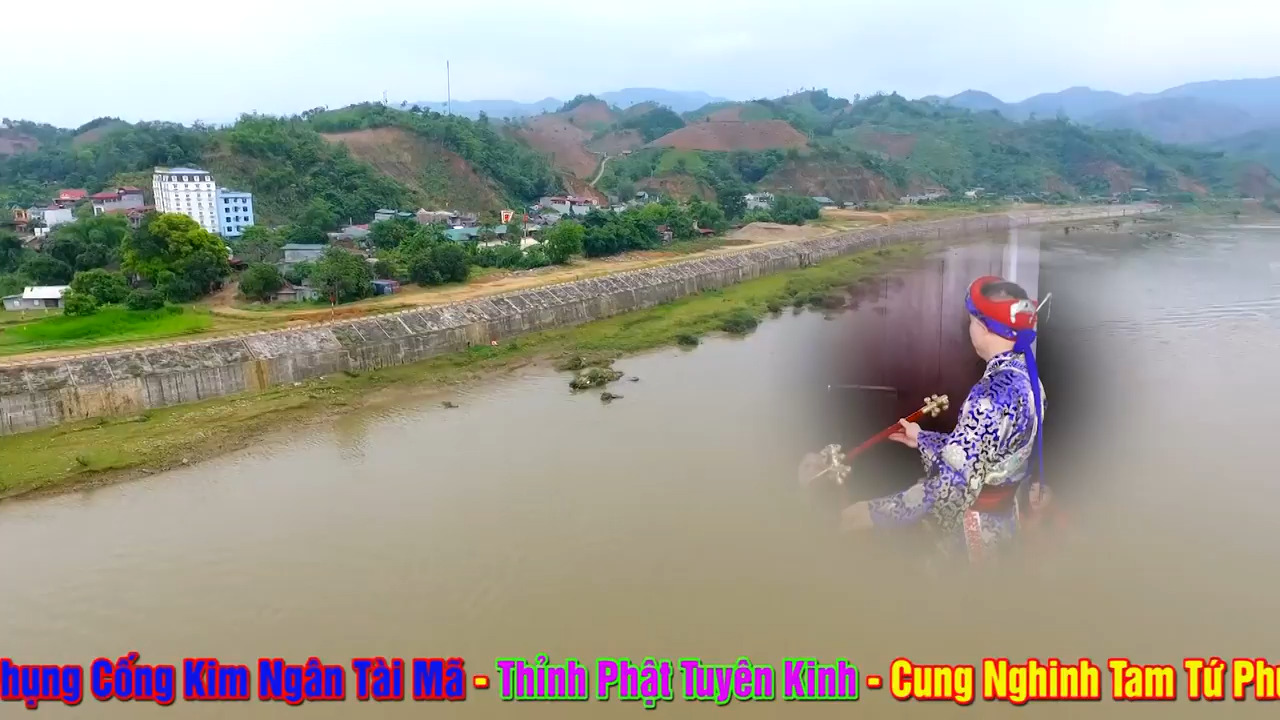 Cống Kim Ngân Tài Mã - Thỉnh Phật Tuyên Kinh - Cung Nghinh Tam Tứ